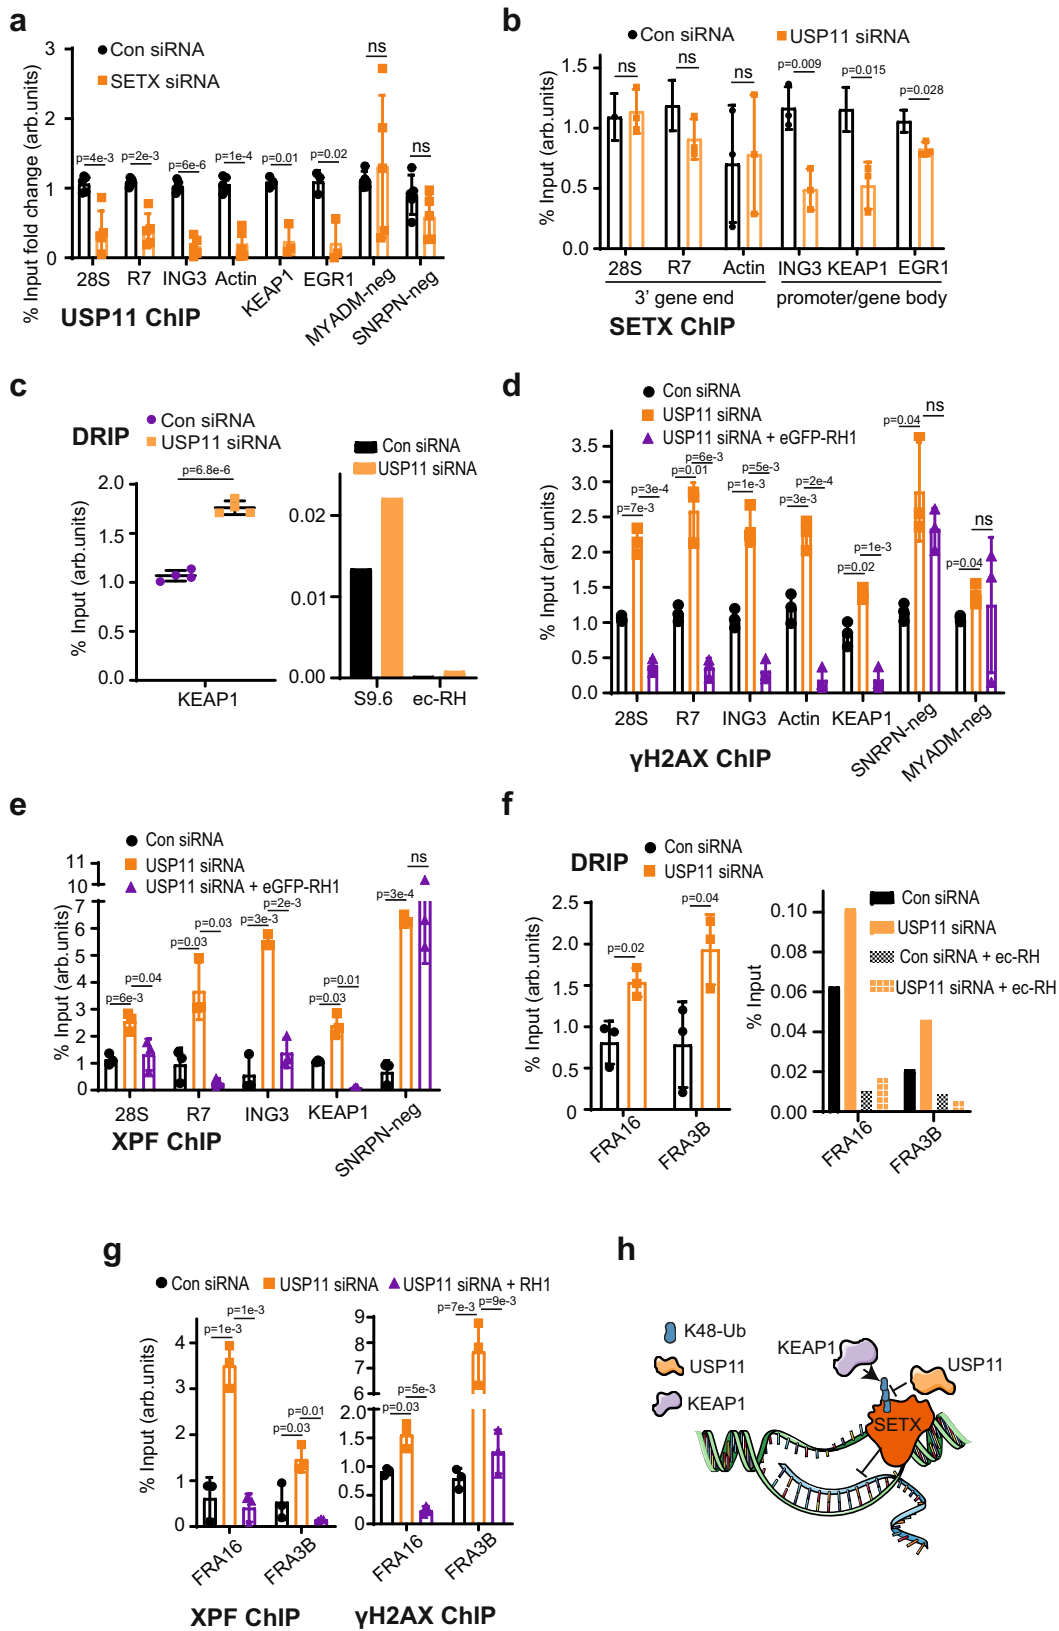 a
Con siRNA
SETX siRNA
ns
p=4e-3
p=2e-3
p=6e-6
p=1e-4
p=0.01
p=0.02
ns
% Input fold change (arb.units)
3
2
1
0
28S
R7
ING3
Actin
KEAP1
EGR1
MYADM-neg
SNRPN-neg
USP11 ChIP
b
Con siRNA
USP11 siRNA
ns
ns
ns
p=0.009
p=0.015
p=0.028
% Input (arb.units)
1.5
1.0
0.5
0.0
28S
R7
Actin
ING3
KEAP1
EGR1
3' gene end
promoter/gene body
SETX ChIP
c
DRIP
Con siRNA
USP11 siRNA
p=6.8e-6
% Input (arb.units)
2.0
1.5
1.0
0.5
0.0
KEAP1
Con siRNA
USP11 siRNA
0.02
0.01
0.00
S9.6
ec-RH
d
Con siRNA
USP11 siRNA
USP11 siRNA + eGFP-RH1
p=7e-3
p=3e-4
p=0.01
p=6e-3
p=1e-3
p=5e-3
p=3e-3
p=2e-4
p=0.02
p=1e-3
p=0.04
ns
p=0.04
ns
% Input (arb.units)
3.5
3.0
2.5
2.0
1.5
1.0
0.5
0.0
28S
R7
ING3
Actin
KEAP1
SNRPN-neg
MYADM-neg
γH2AX ChIP
e
Con siRNA
USP11 siRNA
USP11 siRNA + eGFP-RH1
p=6e-3
p=0.04
p=0.03
p=0.03
p=3e-3
p=2e-3
p=0.03
p=0.01
p=3e-4
ns
% Input (arb.units)
11
10
7
6
5
4
3
2
1
0
28S
R7
ING3
KEAP1
SNRPN-neg
XPF ChIP
f
DRIP
Con siRNA
USP11 siRNA
p=0.02
p=0.04
% Input (arb.units)
2.5
2.0
1.5
1.0
0.5
0
FRA16
FRA3B
Con siRNA
USP11 siRNA
Con siRNA + ec-RH
USP11 siRNA + ec-RH
% Input
0.10
0.08
0.06
0.04
0.02
0.00
FRA16
FRA3B
g
Con siRNA
USP11 siRNA
USP11 siRNA + RH1
p=1e-3
p=1e-3
p=0.03
p=0.01
% Input (arb.units)
4
3
2
1
0
FRA16
FRA3B
XPF ChIP
p=0.03
p=5e-3
p=7e-3
p=9e-3
9
8
7
6
2.0
1.5
1.0
0.5
0
FRA16
FRA3B
γH2AX ChIP
h
K48-Ub
USP11
KEAP1
KEAP1
USP11
SETX